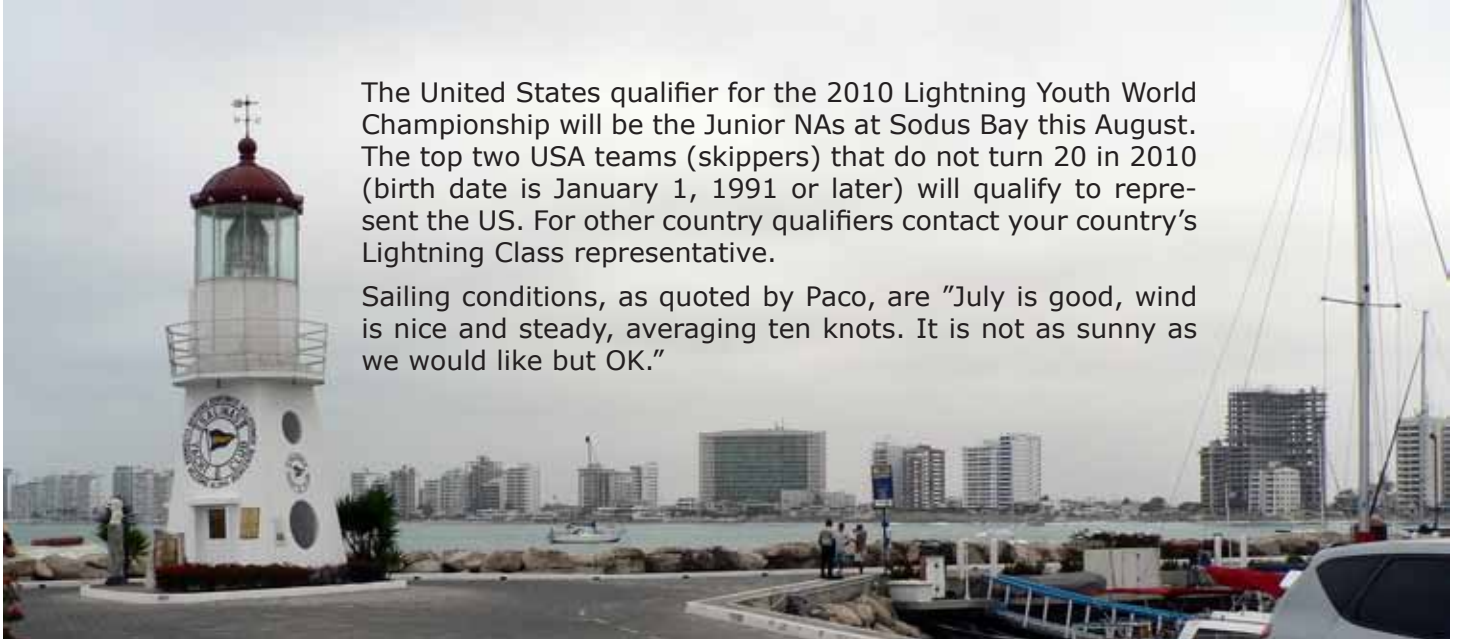 The United States qualifier for the 2010 Lightning Youth World
Championship will be the Junior NAs at Sodus Bay this August.
The top two USA teams (skippers) that do not turn 20 in 2010
(birth date is January 1, 1991 or later) will qualify to repre-
sent the US. For other country qualifiers contact your country's
Lightning Class representative.
Sailing conditions, as quoted by Paco, are "July is good, wind
is nice and steady, averaging ten knots. It is not as sunny as
we would like but OK."